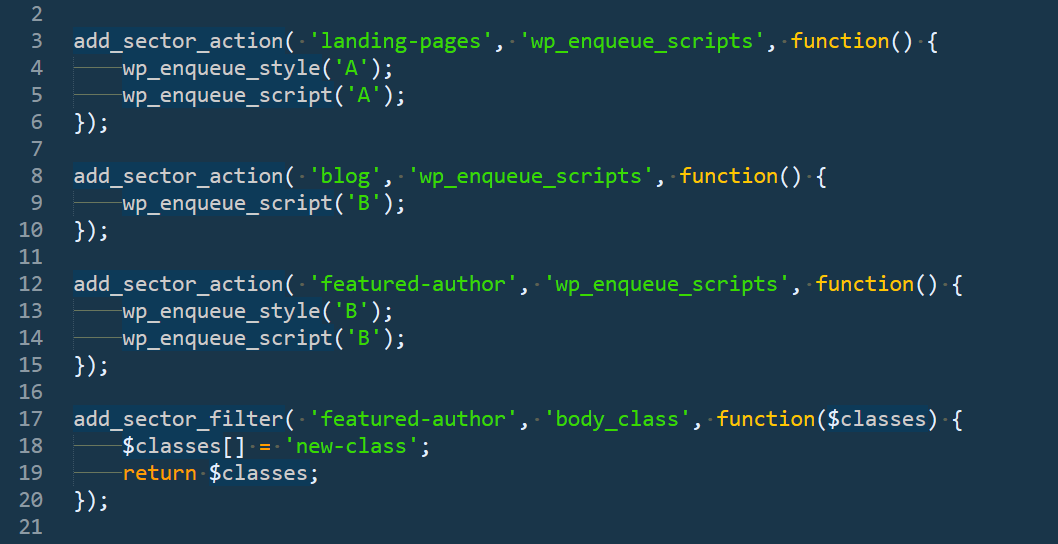 2
3 add_sector_action( 'landing-pages', 'wp_enqueue_scripts', function() {
4     wp_enqueue_style('A');
5     wp_enqueue_script('A');
6 });
7
8 add_sector_action( 'blog', 'wp_enqueue_scripts', function() {
9     wp_enqueue_script('B');
10 });
11
12 add_sector_action( 'featured-author', 'wp_enqueue_scripts', function() {
13     wp_enqueue_style('B');
14     wp_enqueue_script('B');
15 });
16
17 add_sector_filter( 'featured-author', 'body_class', function($classes) {
18     $classes[] = 'new-class';
19     return $classes;
20 });
21